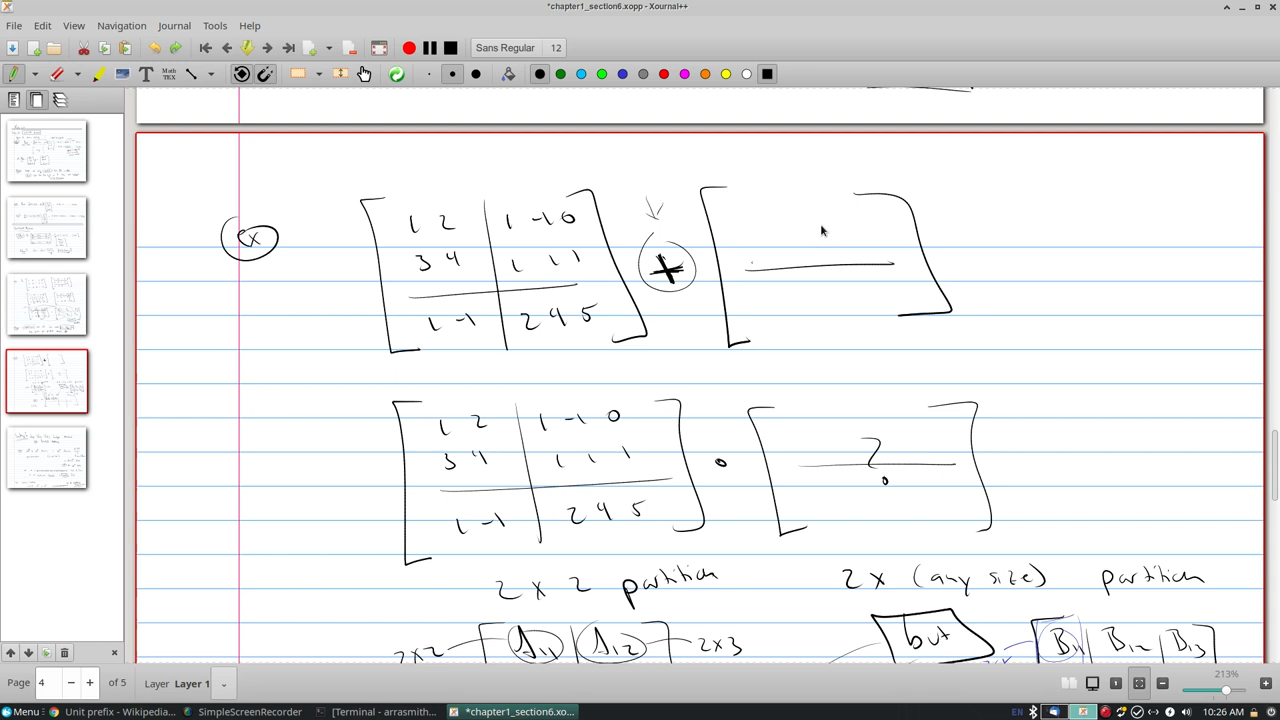 *chapter1_section6.xopp - Xournal++
File Edit View Navigation Journal Tools Help
Sans Regular 12
Math
TEX
x
1 2 1 -1 0
3 4 1 1 1
1 -1 2 4 5
+
1 2 1 -1 0
3 4 1 1 1
1 -1 2 4 5
?
2 x 2 partition 2 x (any size) partition
2x2 A11 A12 2x3 but B11 B12 B13
Page 4 of 5 Layer Layer 1 213%
Menu Unit prefix - Wikipedia... SimpleScreenRecorder [Terminal - arrasmith... *chapter1_section6.xo... EN 10:26 AM